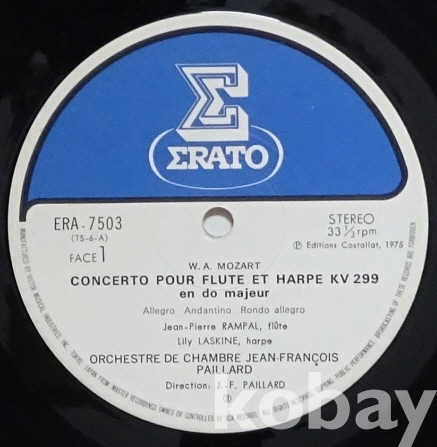 ERATO
ERA-7503
(TS-6-A)
FACE 1
STEREO
33 1/3 rpm
℗ Editions Costallat, 1975
W. A. MOZART
CONCERTO POUR FLUTE ET HARPE KV 299
en do majeur
Allegro Andantino Rondo allegro
Jean-Pierre RAMPAL, flûte
Lily LASKINE, harpe
ORCHESTRE DE CHAMBRE JEAN-FRANÇOIS
PAILLARD
Direction: J.-F. PAILLARD
kobay